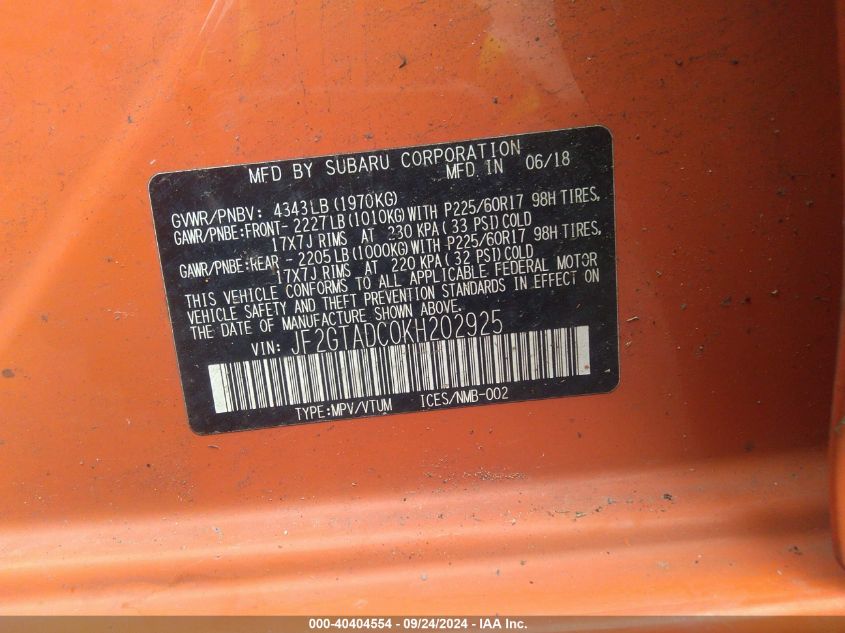 MFD BY SUBARU CORPORATION
MFD IN 06/18
GVWR/PNBV: 4343LB(1970KG)
GAWR/PNBE:FRONT- 2227LB(1010KG)WITH P225/60R17 98H TIRES,
17X7J RIMS AT 230 KPA(33 PSI)COLD
GAWR/PNBE:REAR - 2205LB(1000KG)WITH P225/60R17 98H TIRES,
17X7J RIMS AT 220 KPA(32 PSI)COLD
THIS VEHICLE CONFORMS TO ALL APPLICABLE FEDERAL MOTOR
VEHICLE SAFETY AND THEFT PREVENTION STANDARDS IN EFFECT ON
THE DATE OF MANUFACTURE SHOWN ABOVE.
VIN: JF2GTADC0KH202925
TYPE:MPV/VTUM ICES/NMB-002
000-40404554 - 09/24/2024 - IAA Inc.